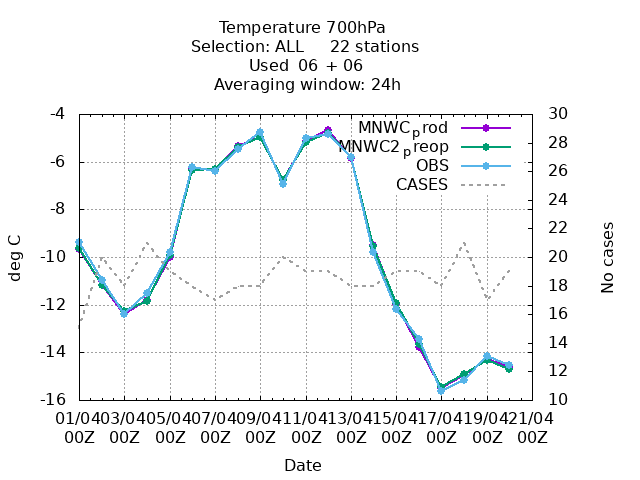 Temperature 700hPa
Selection: ALL 22 stations
Used 06 + 06
Averaging window: 24h
-4 30
MNWCprod
28
MNWC2preop
-6 OBS 26
CASES
24
-8 22
deg C -10 20 No cases
18
-12 16
14
-14 12
-16 10
01/04 03/04 05/04 07/04 09/04 11/04 13/04 15/04 17/04 19/04 21/04
00Z 00Z 00Z 00Z 00Z 00Z 00Z 00Z 00Z 00Z 00Z
Date